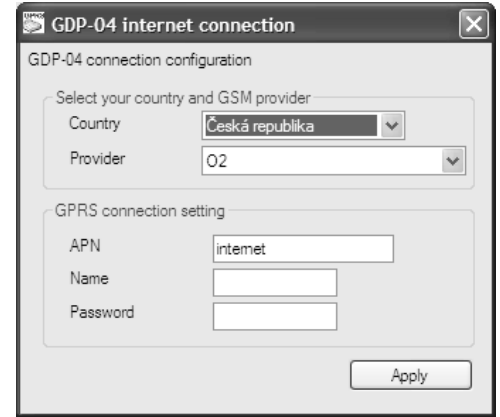 GDP-04 internet connection
GDP-04 connection configuration
Select your country and GSM provider
Country Česká republika
Provider O2
GPRS connection setting
APN internet
Name
Password
Apply